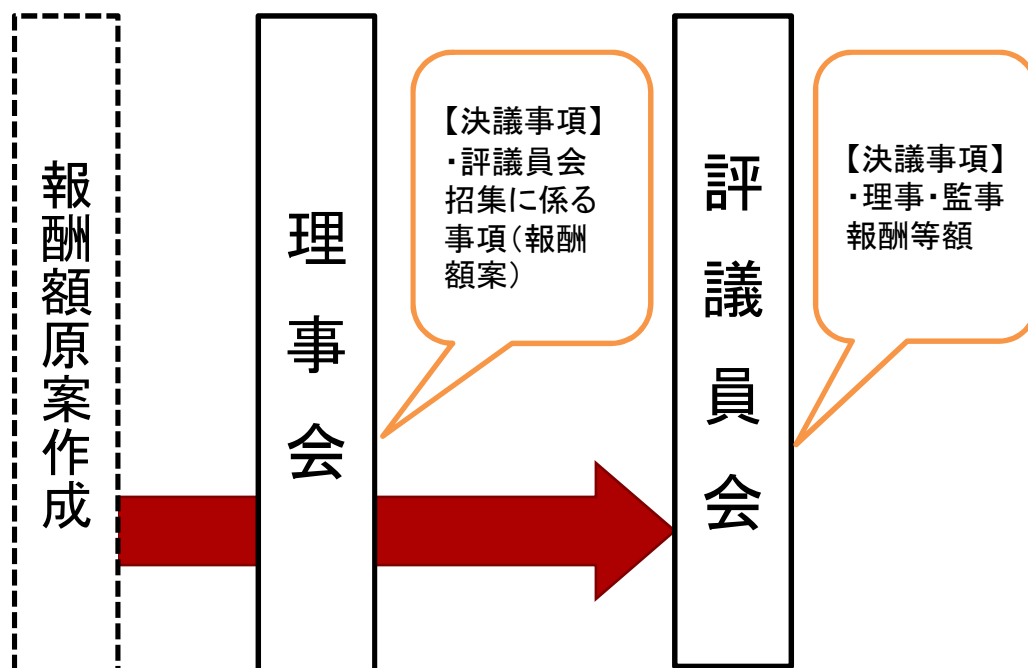 報酬額原案作成
理事会
【決議事項】
・評議員会
招集に係る
事項（報酬
額案）
評議員会
【決議事項】
・理事・監事
報酬等額